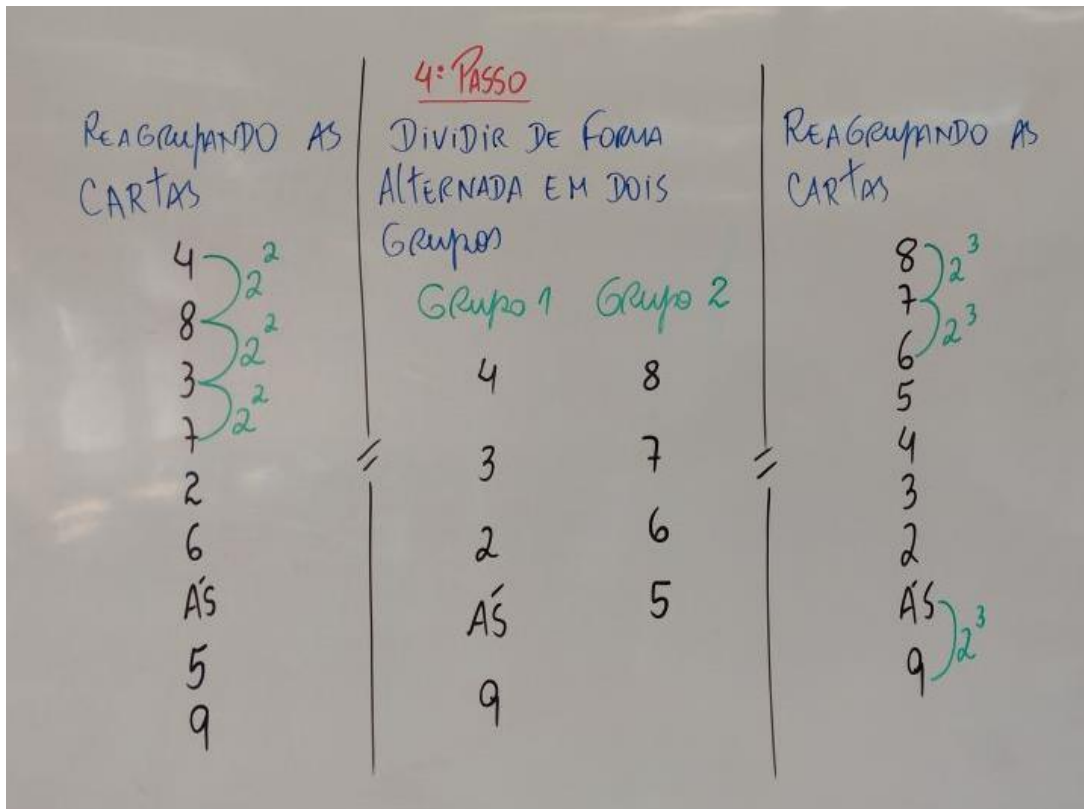 REAGRUPANDO AS
CARTAS
4
8
3
7
2
6
ÁS
5
9
2²
2²
2²
4º PASSO
DIVIDIR DE FORMA
ALTERNADA EM DOIS
GRUPOS
GRUPO 1 GRUPO 2
4 8
3 7
2 6
ÁS 5
9
REAGRUPANDO AS
CARTAS
8
7
6
5
4
3
2
ÁS
9
2³
2³
2³